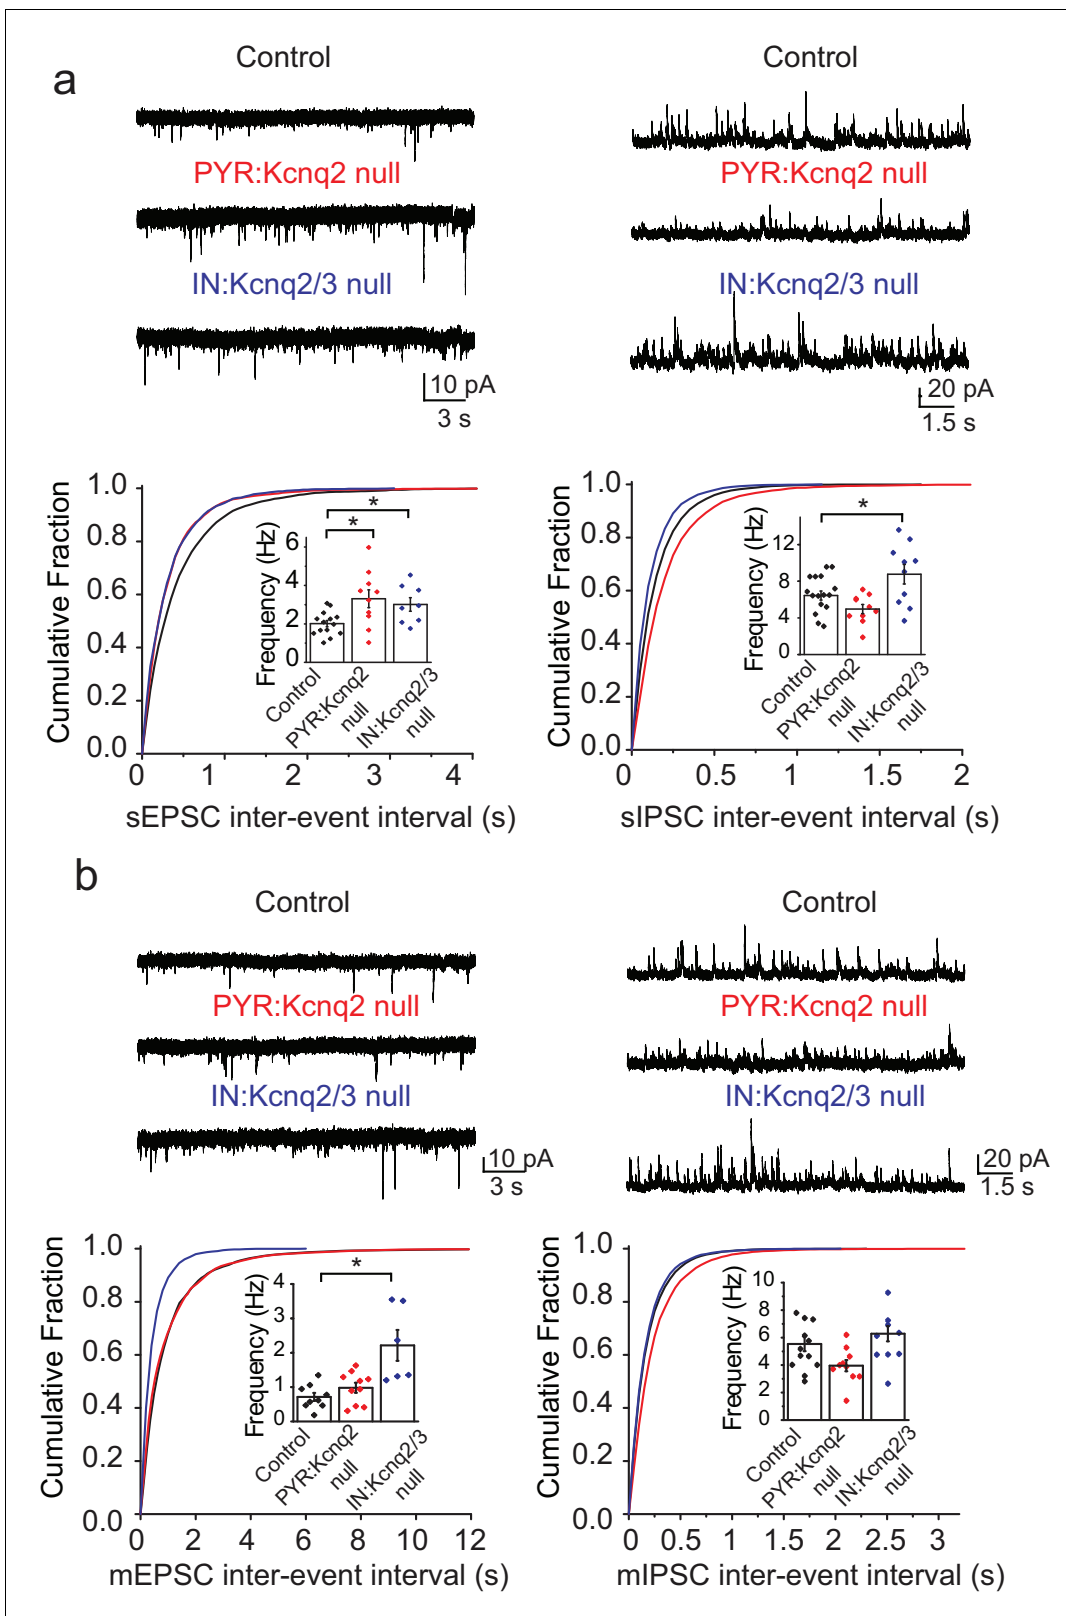 a
Control
Control
PYR:Kcnq2 null
PYR:Kcnq2 null
IN:Kcnq2/3 null
IN:Kcnq2/3 null
10 pA
3 s
20 pA
1.5 s
Cumulative Fraction
1.0
0.8
0.6
0.4
0.2
0.0
0
1
2
3
4
sEPSC inter-event interval (s)
Frequency (Hz)
6
4
2
0
*
*
Control
PYR:Kcnq2
null
IN:Kcnq2/3
null
Cumulative Fraction
1.0
0.8
0.6
0.4
0.2
0.0
0
0.5
1
1.5
2
sIPSC inter-event interval (s)
Frequency (Hz)
12
8
4
0
*
Control
PYR:Kcnq2
null
IN:Kcnq2/3
null
b
Control
Control
PYR:Kcnq2 null
PYR:Kcnq2 null
IN:Kcnq2/3 null
IN:Kcnq2/3 null
10 pA
3 s
20 pA
1.5 s
Cumulative Fraction
1.0
0.8
0.6
0.4
0.2
0.0
0
2
4
6
8
10
12
mEPSC inter-event interval (s)
Frequency (Hz)
4
3
2
1
0
*
Control
PYR:Kcnq2
null
IN:Kcnq2/3
null
Cumulative Fraction
1.0
0.8
0.6
0.4
0.2
0.0
0
0.5
1
1.5
2
2.5
3
mIPSC inter-event interval (s)
Frequency (Hz)
10
8
6
4
2
0
Control
PYR:Kcnq2
null
IN:Kcnq2/3
null